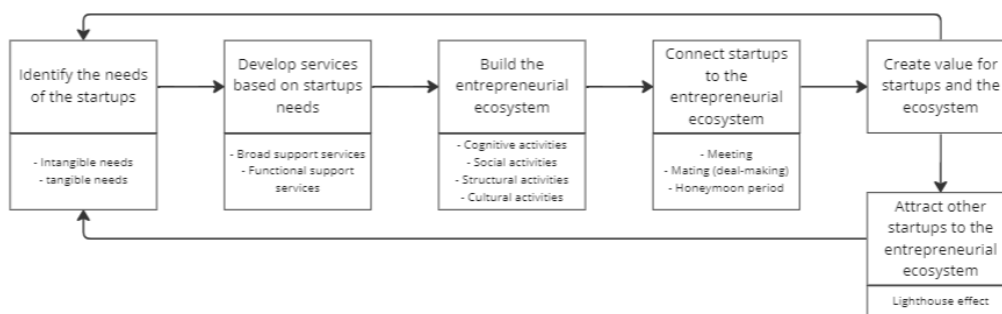 Identify the needs
of the startups
- Intangible needs
- tangible needs
Develop services
based on startups
needs
- Broad support services
- Functional support
services
Build the
entrepreneurial
ecosystem
- Cognitive activities
- Social activities
- Structural activities
- Cultural activities
Connect startups
to the
entrepreneurial
ecosystem
- Meeting
- Mating (deal-making)
- Honeymoon period
Create value for
startups and the
ecosystem
Attract other
startups to the
entrepreneurial
ecosystem
Lighthouse effect